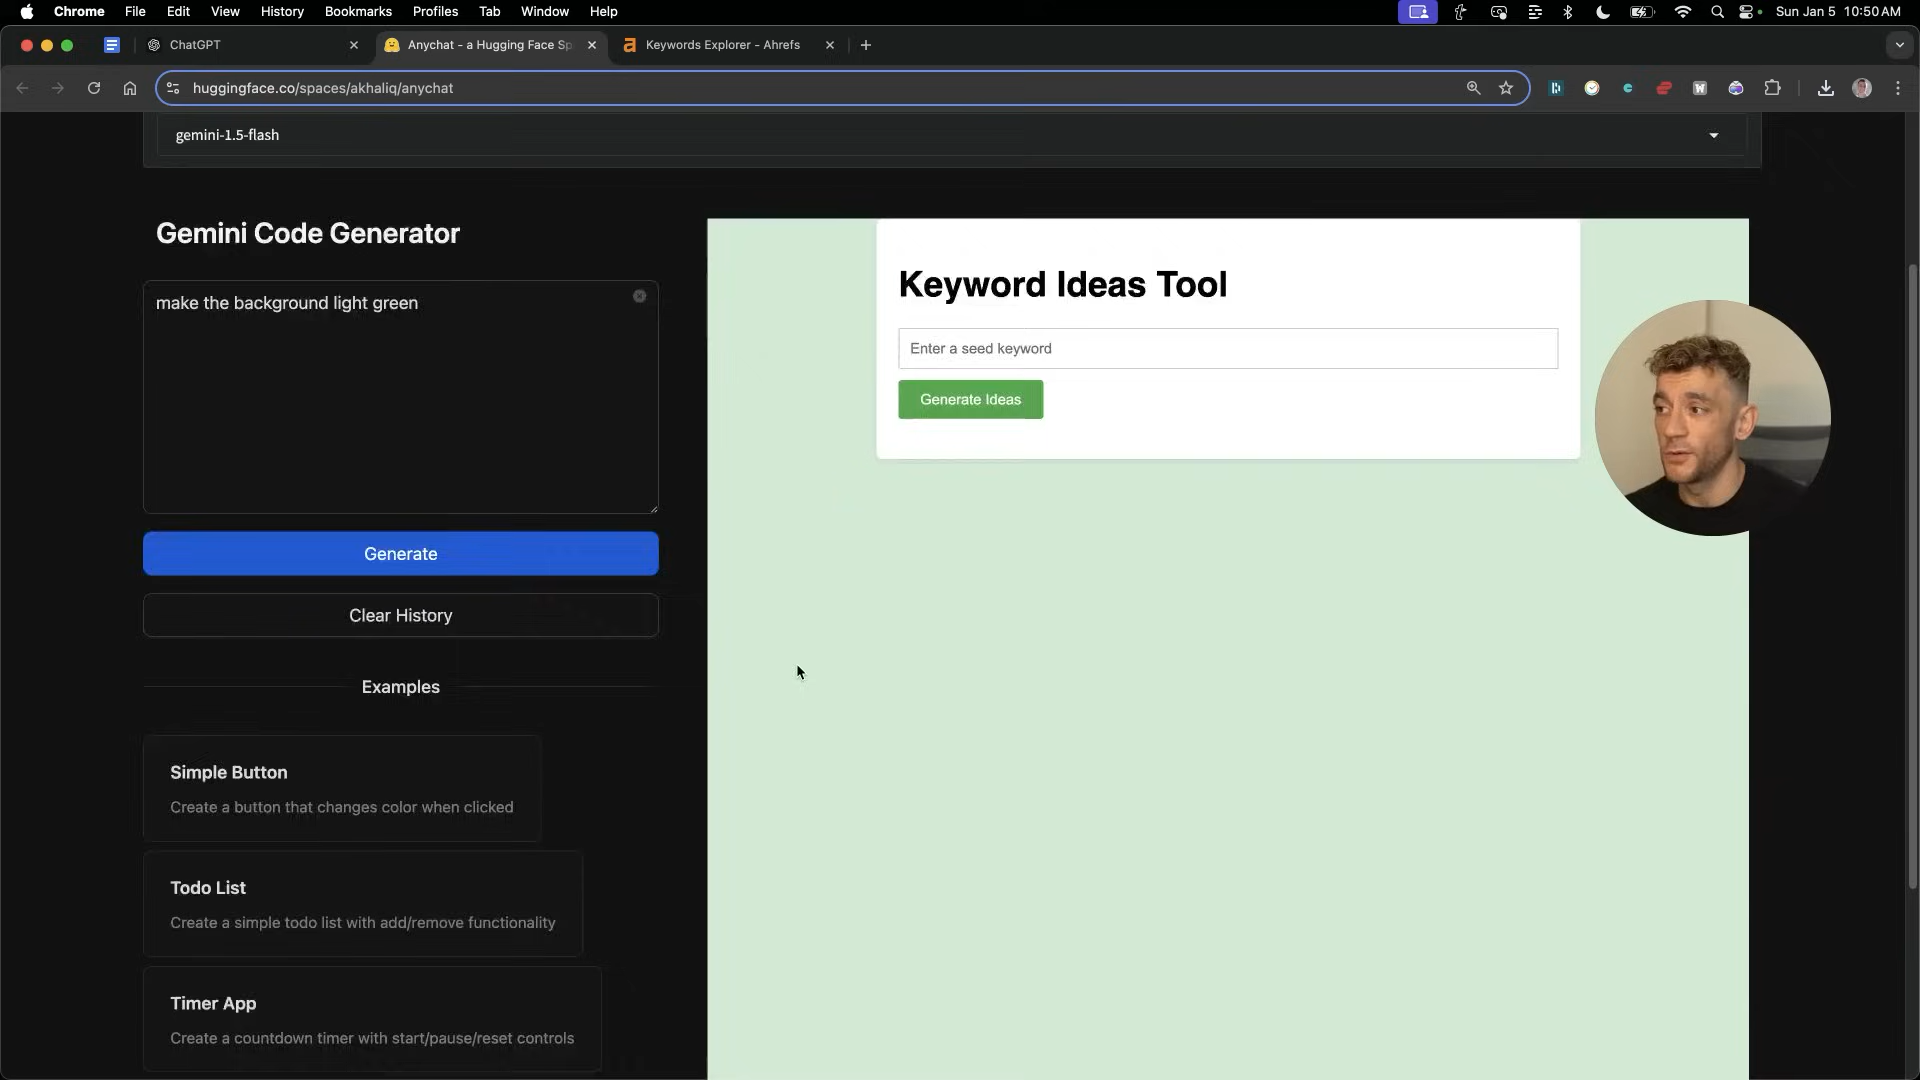 Chrome File Edit View History Bookmarks Profiles Tab Window Help Sun Jan 5 10:50 AM
ChatGPT Anychat - a Hugging Face Sp Keywords Explorer - Ahrefs
huggingface.co/spaces/akhaliq/anychat
gemini-1.5-flash
Gemini Code Generator
make the background light green
Generate
Clear History
Examples
Simple Button
Create a button that changes color when clicked
Todo List
Create a simple todo list with add/remove functionality
Timer App
Create a countdown timer with start/pause/reset controls
Keyword Ideas Tool
Enter a seed keyword
Generate Ideas